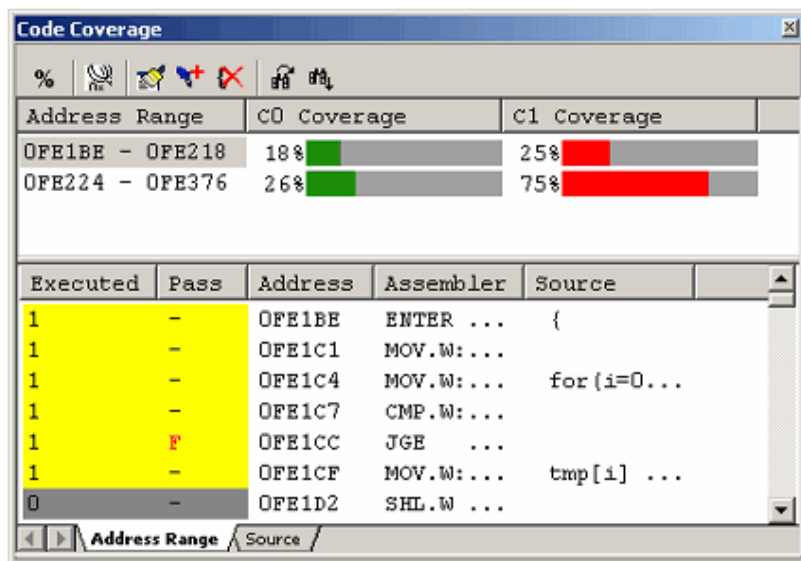 Code Coverage
%
Address Range C0 Coverage C1 Coverage
0FE1BE - 0FE218 18% 25%
0FE224 - 0FE376 26% 75%
Executed Pass Address Assembler Source
1 - 0FE1BE ENTER ... {
1 - 0FE1C1 MOV.W:...
1 - 0FE1C4 MOV.W:... for(i=0...
1 - 0FE1C7 CMP.W:...
1 F 0FE1CC JGE ...
1 - 0FE1CF MOV.W:... tmp[i] ...
0 - 0FE1D2 SHL.W ...
Address Range Source